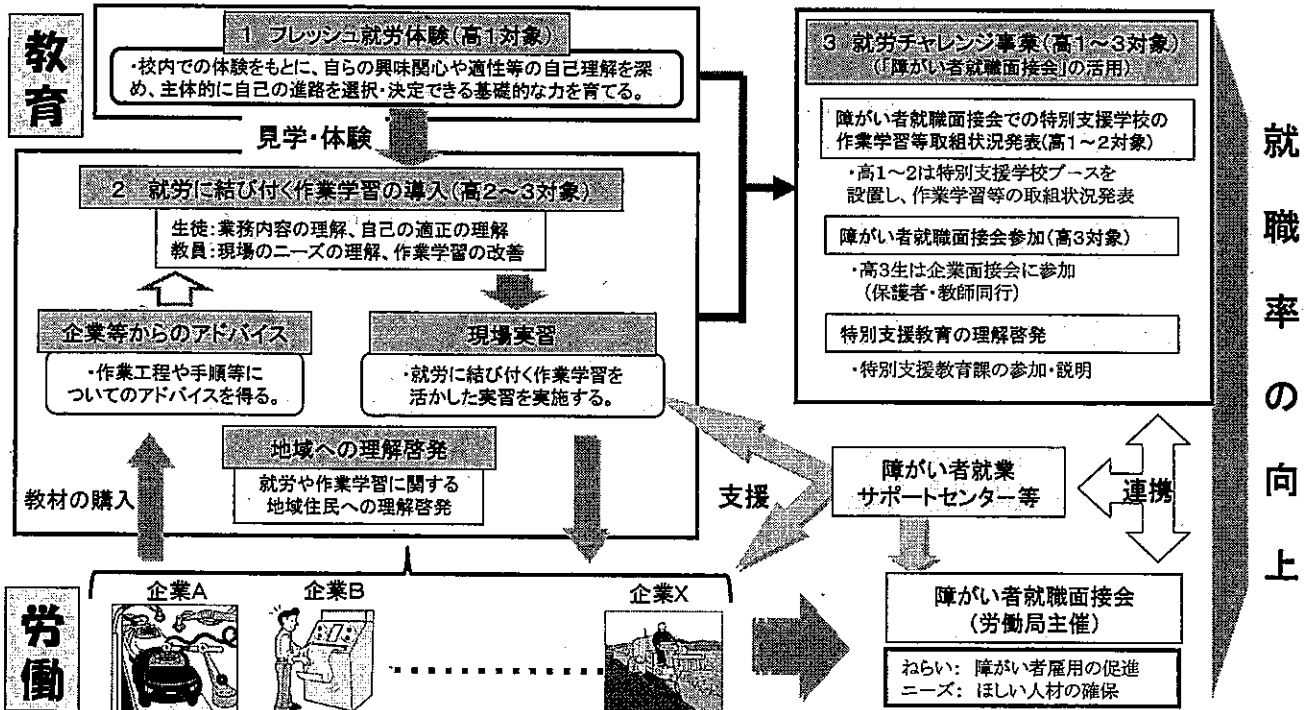 教育
1 フレッシュ就労体験(高1対象)
・校内での体験をもとに、自らの興味関心や適性等の自己理解を深
め、主体的に自己の進路を選択・決定できる基礎的な力を育てる。
見学・体験
2 就労に結び付く作業学習の導入(高2~3対象)
生徒:業務内容の理解、自己の適正の理解
教員:現場のニーズの理解、作業学習の改善
企業等からのアドバイス
・作業工程や手順等に
ついてのアドバイスを得る。
現場実習
・就労に結び付く作業学習を
活かした実習を実施する。
地域への理解啓発
就労や作業学習に関する
地域住民への理解啓発
教材の購入
3 就労チャレンジ事業(高1~3対象)
(「障がい者就職面接会」の活用)
障がい者就職面接会での特別支援学校の
作業学習等取組状況発表(高1~2対象)
・高1~2は特別支援学校ブースを
設置し、作業学習等の取組状況発表
障がい者就職面接会参加(高3対象)
・高3生は企業面接会に参加
(保護者・教師同行)
特別支援教育の理解啓発
・特別支援教育課の参加・説明
支援
障がい者就業
サポートセンター等
連携
労働
企業A
企業B
企業X
障がい者就職面接会
(労働局主催)
ねらい: 障がい者雇用の促進
ニーズ: ほしい人材の確保
就職率の向上